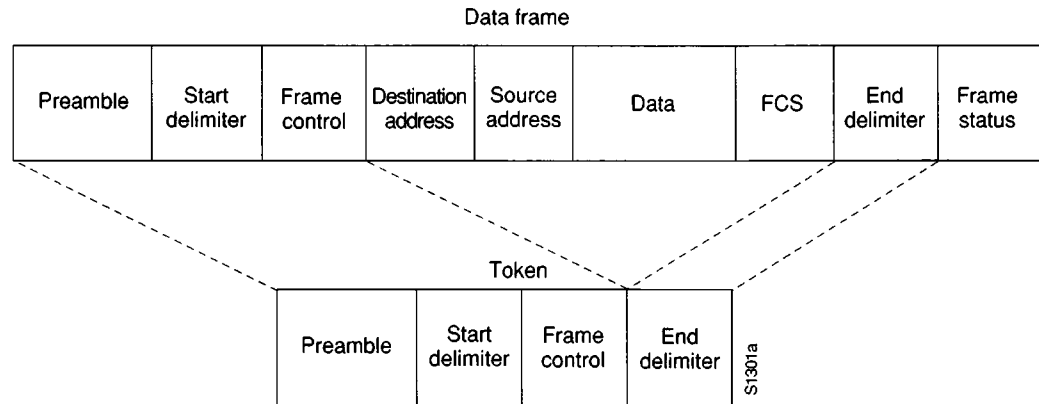 Data frame
Preamble
Start
delimiter
Frame
control
Destination
address
Source
address
Data
FCS
End
delimiter
Frame
status
Token
Preamble
Start
delimiter
Frame
control
End
delimiter
S1301a